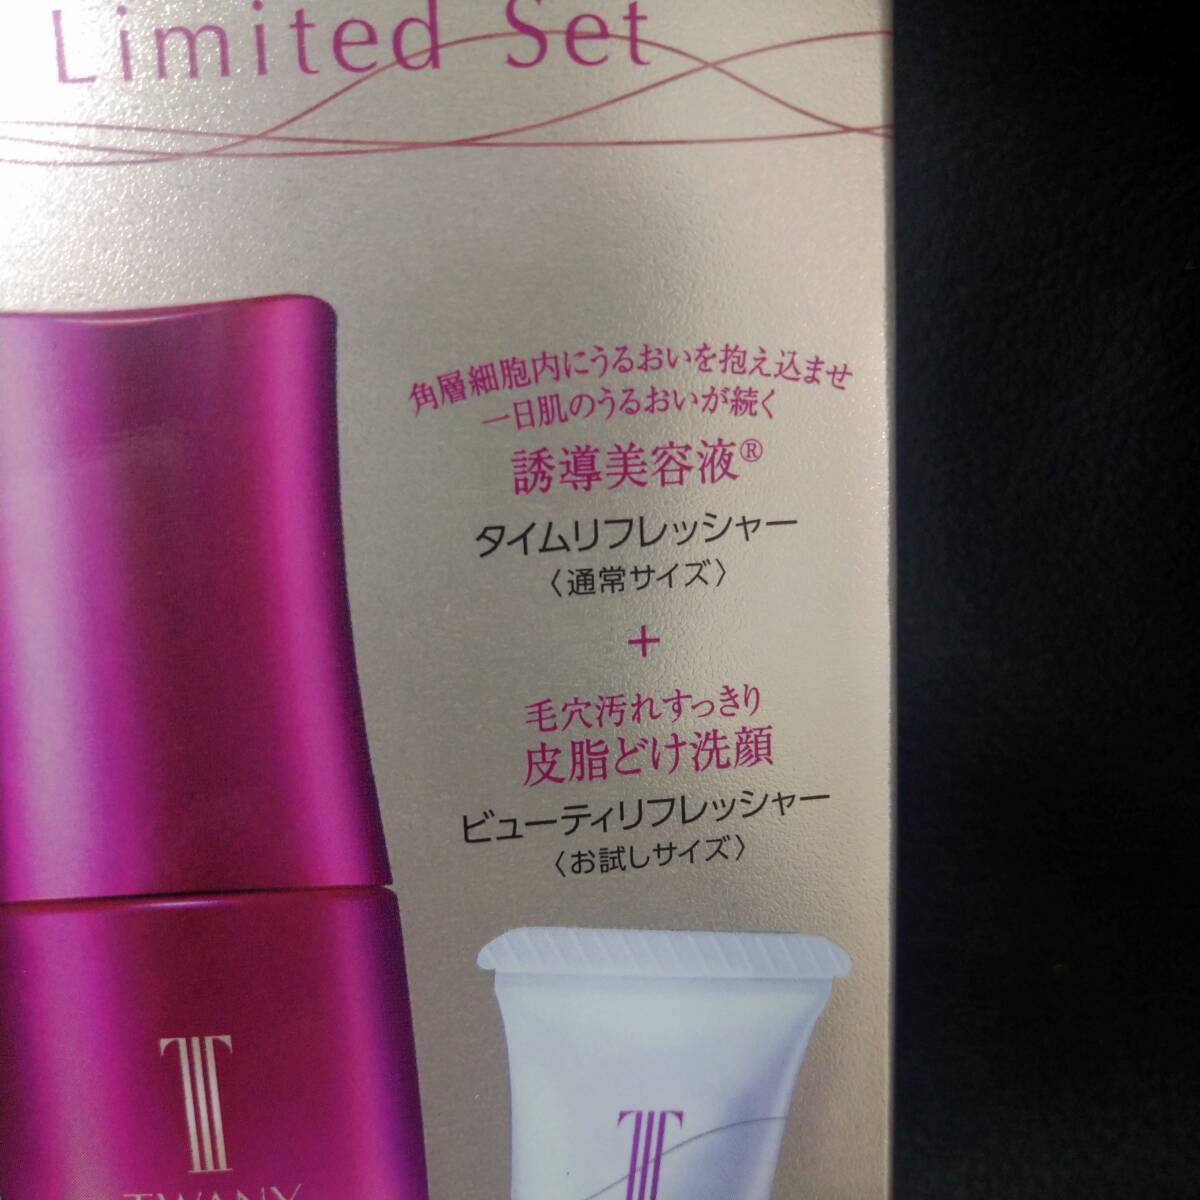 Limited Set
角層細胞内にうるおいを抱え込ませ
一日肌のうるおいが続く
誘導美容液®
タイムリフレッシャー
〈通常サイズ〉
+
毛穴汚れすっきり
皮脂どけ洗顔
ビューティリフレッシャー
〈お試しサイズ〉
T
TWANY
T